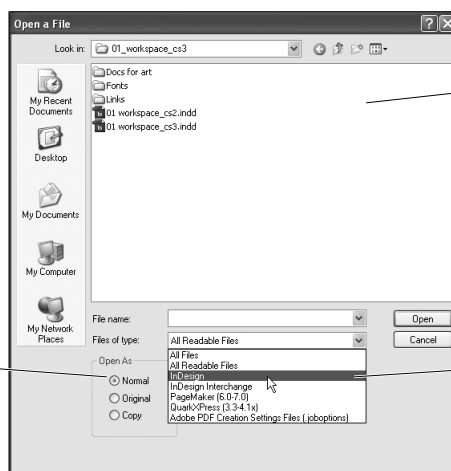 Open a File
Look in: 01_workspace_cs3
My Recent
Documents
Desktop
My Documents
My Computer
My Network
Places
Docs for art
Fonts
Links
01 workspace_cs2.indd
01 workspace_cs3.indd
File name:
Open
Files of type: All Readable Files
Cancel
All Files
All Readable Files
InDesign
InDesign Interchange
PageMaker (6.0-7.0)
QuarkXPress (3.3-4.1x)
Adobe PDF Creation Settings Files (.joboptions)
Open As
Normal
Original
Copy